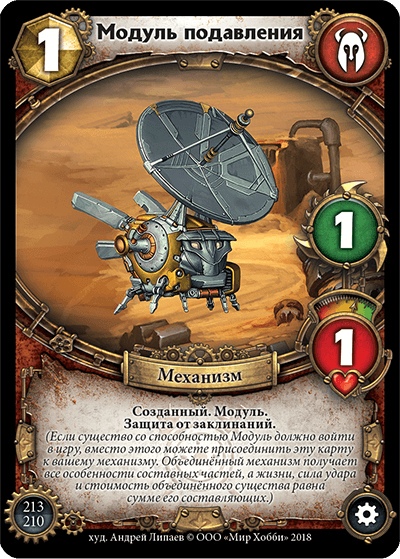 1
Модуль подавления
1
1
Механизм
Созданный. Модуль.
Защита от заклинаний.
(Если существо со способностью Модуль должно войти
в игру, вместо этого можете присоединить эту карту
к вашему механизму. Объединённый механизм получает
все особенности составных частей, а жизни, сила удара
и стоимость объединённого существа равна
сумме его составляющих.)
213
210
худ. Андрей Липаев © ООО «Мир Хобби» 2018